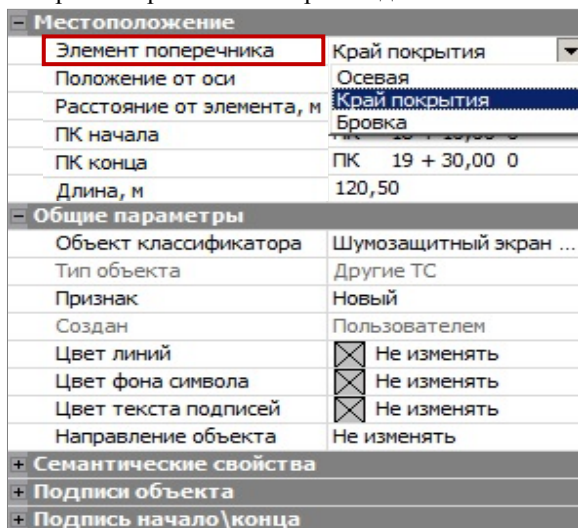 Местоположение
Элемент поперечника Край покрытия
Положение от оси Осевая
Расстояние от элемента, м Край покрытия
Бровка
ПК начала
ПК конца ПК 19 + 30,00 0
Длина, м 120,50
Общие параметры
Объект классификатора Шумозащитный экран ...
Тип объекта Другие ТС
Признак Новый
Создан Пользователем
Цвет линий Не изменять
Цвет фона символа Не изменять
Цвет текста подписей Не изменять
Направление объекта Не изменять
Семантические свойства
Подписи объекта
Подпись начало\конца